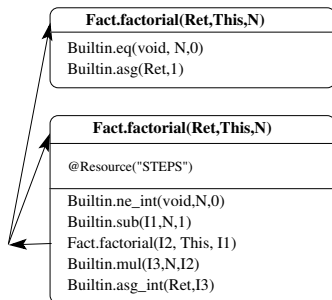 Fact.factorial(Ret,This,N)
Builtin.eq(void, N,0)
Builtin.asg(Ret,1)
Fact.factorial(Ret,This,N)
@Resource("STEPS")
Builtin.ne_int(void,N,0)
Builtin.sub(I1,N,1)
Fact.factorial(I2, This, I1)
Builtin.mul(I3,N,I2)
Builtin.asg_int(Ret,I3)